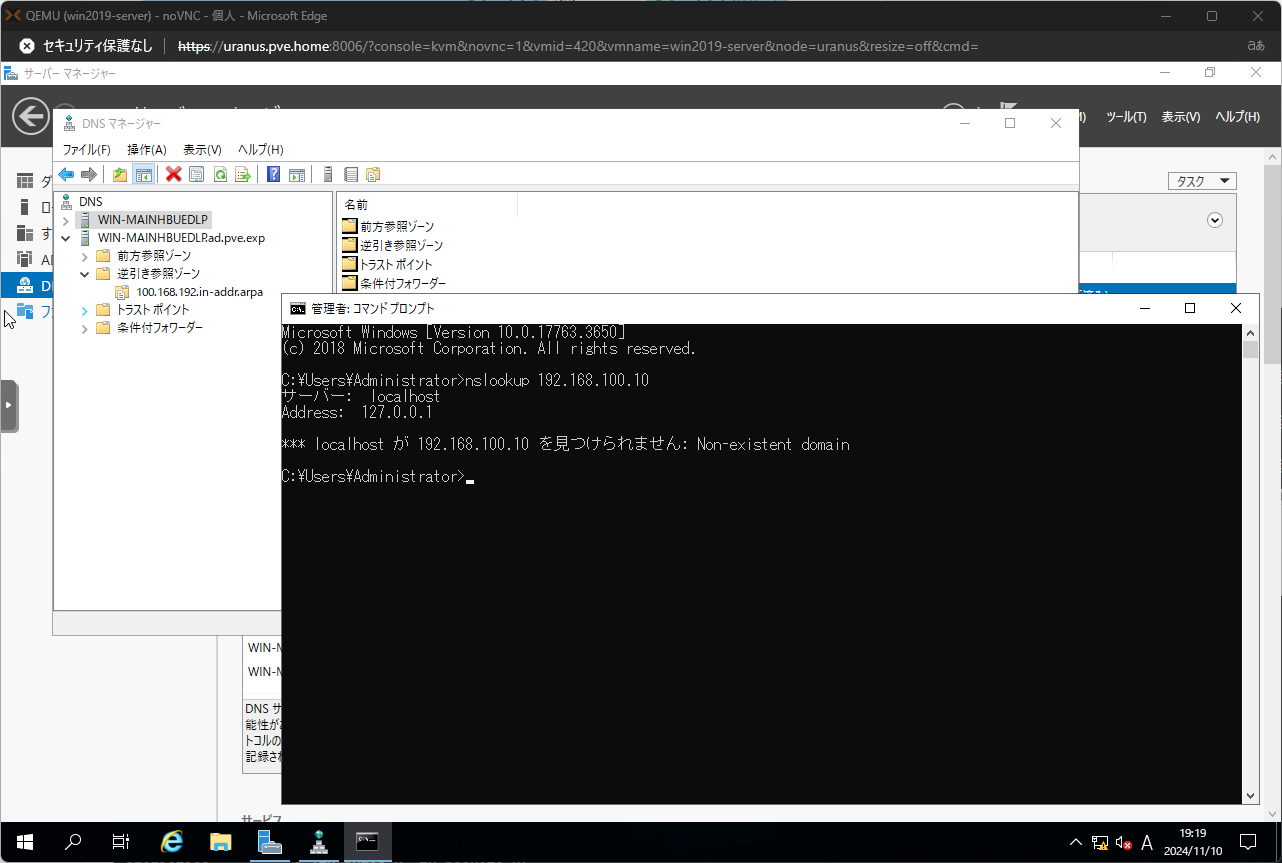 QEMU (win2019-server) - noVNC - 個人 - Microsoft Edge
セキュリティ保護なし
https://uranus.pve.home:8006/?console=kvm&novnc=1&vmid=420&vmname=win2019-server&node=uranus&resize=off&cmd=
aあ
サーバー マネージャー
ツール(T) 表示(V) ヘルプ(H)
DNS マネージャー
ファイル(F) 操作(A) 表示(V) ヘルプ(H)
タスク
DNS
WIN-MAINHBUEDLP
WIN-MAINHBUEDLP.ad.pve.exp
前方参照ゾーン
逆引き参照ゾーン
100.168.192.in-addr.arpa
トラスト ポイント
条件付フォワーダー
名前
前方参照ゾーン
逆引き参照ゾーン
トラスト ポイント
条件付フォワーダー
管理者: コマンド プロンプト
Microsoft Windows [Version 10.0.17763.3650]
(c) 2018 Microsoft Corporation. All rights reserved.
C:¥Users¥Administrator>nslookup 192.168.100.10
サーバー:  localhost
Address:  127.0.0.1
*** localhost が 192.168.100.10 を見つけられません: Non-existent domain
C:¥Users¥Administrator>
DNS サ
能性が
トコルの
記録さ
サービス
A
19:19
2024/11/10